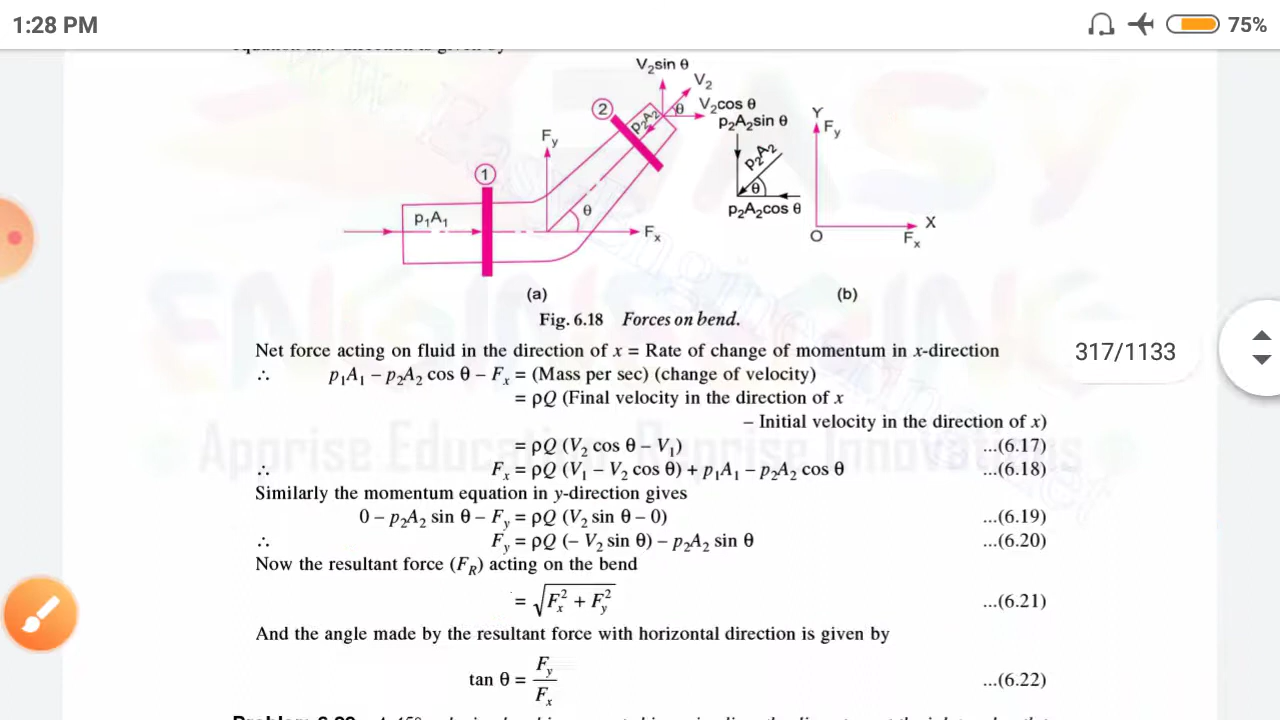 1:28 PM
75%
V₂sin θ
V₂
② p₂A₂ θ V₂cos θ
p₂A₂sin θ
Y
F_y
F_y
p₂A₂
①
θ
θ
p₁A₁
p₂A₂cos θ
F_x
X
O
F_x
(a) (b)
Fig. 6.18 Forces on bend.
Net force acting on fluid in the direction of x = Rate of change of momentum in x-direction
317/1133
∴ p₁A₁ – p₂A₂ cos θ – F_x = (Mass per sec) (change of velocity)
= ρQ (Final velocity in the direction of x
– Initial velocity in the direction of x)
= ρQ (V₂ cos θ – V₁) ...(6.17)
∴ F_x = ρQ (V₁ – V₂ cos θ) + p₁A₁ – p₂A₂ cos θ ...(6.18)
Similarly the momentum equation in y-direction gives
0 – p₂A₂ sin θ – F_y = ρQ (V₂ sin θ – 0) ...(6.19)
∴ F_y = ρQ (– V₂ sin θ) – p₂A₂ sin θ ...(6.20)
Now the resultant force (F_R) acting on the bend
= √(F_x² + F_y²) ...(6.21)
And the angle made by the resultant force with horizontal direction is given by
tan θ = F_y / F_x ...(6.22)